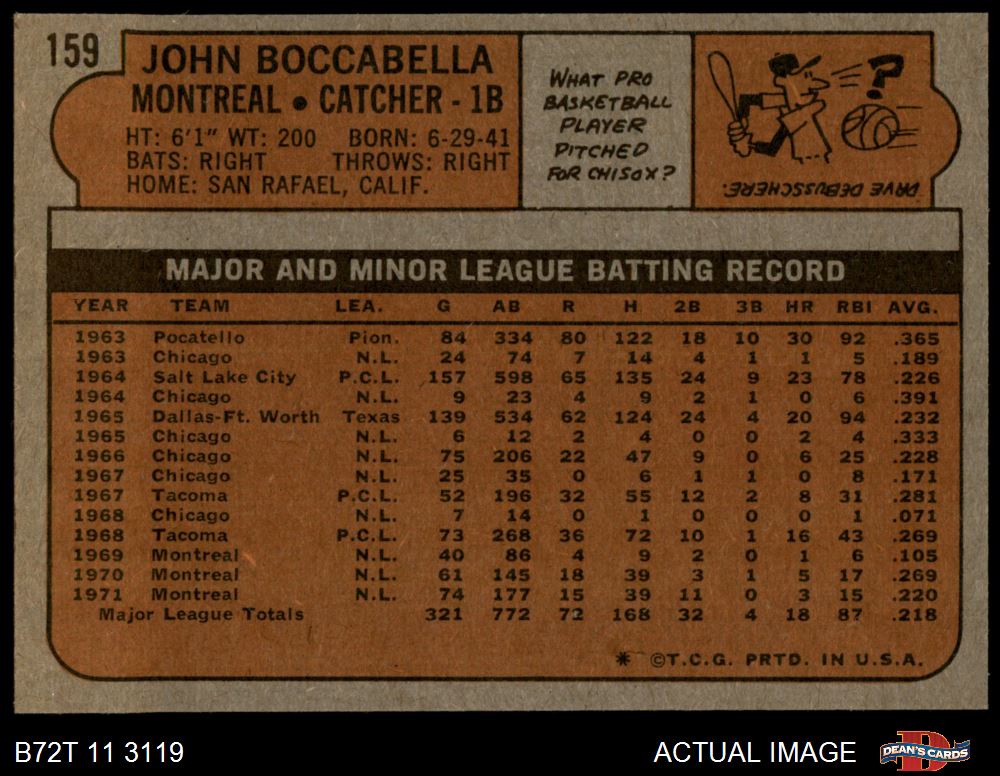 159
JOHN BOCCABELLA
MONTREAL • CATCHER - 1B
HT: 6'1" WT: 200 BORN: 6-29-41
BATS: RIGHT THROWS: RIGHT
HOME: SAN RAFAEL, CALIF.
WHAT PRO
BASKETBALL
PLAYER
PITCHED
FOR CHISOX?
?
DAVE DEBUSSCHERE.
MAJOR AND MINOR LEAGUE BATTING RECORD
YEAR TEAM LEA. G AB R H 2B 3B HR RBI AVG.
1963 Pocatello Pion. 84 334 80 122 18 10 30 92 .365
1963 Chicago N.L. 24 74 7 14 4 1 1 5 .189
1964 Salt Lake City P.C.L. 157 598 65 135 24 9 23 78 .226
1964 Chicago N.L. 9 23 4 9 2 1 0 6 .391
1965 Dallas-Ft. Worth Texas 139 534 62 124 24 4 20 94 .232
1965 Chicago N.L. 6 12 2 4 0 0 2 4 .333
1966 Chicago N.L. 75 206 22 47 9 0 6 25 .228
1967 Chicago N.L. 25 35 0 6 1 1 0 8 .171
1967 Tacoma P.C.L. 52 196 32 55 12 2 8 31 .281
1968 Chicago N.L. 7 14 0 1 0 0 0 1 .071
1968 Tacoma P.C.L. 73 268 36 72 10 1 16 43 .269
1969 Montreal N.L. 40 86 4 9 2 0 1 6 .105
1970 Montreal N.L. 61 145 18 39 3 1 5 17 .269
1971 Montreal N.L. 74 177 15 39 11 0 3 15 .220
Major League Totals 321 772 72 168 32 4 18 87 .218
* ©T.C.G. PRTD. IN U.S.A.
B72T 11 3119
ACTUAL IMAGE
D
DEAN'S CARDS